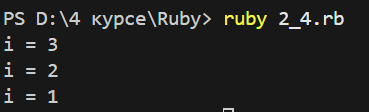 PS D:\4 курсе\Ruby> ruby 2_4.rb
i = 3
i = 2
i = 1